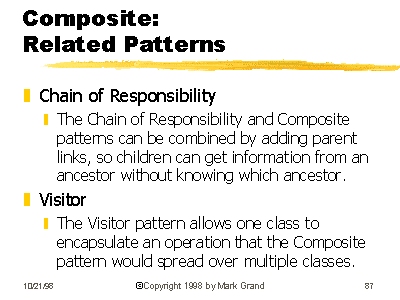 Composite:
Related Patterns
Chain of Responsibility
The Chain of Responsibility and Composite
patterns can be combined by adding parent
links, so children can get information from an
ancestor without knowing which ancestor.
Visitor
The Visitor pattern allows one class to
encapsulate an operation that the Composite
pattern would spread over multiple classes.
10/21/98 ©Copyright 1998 by Mark Grand 87